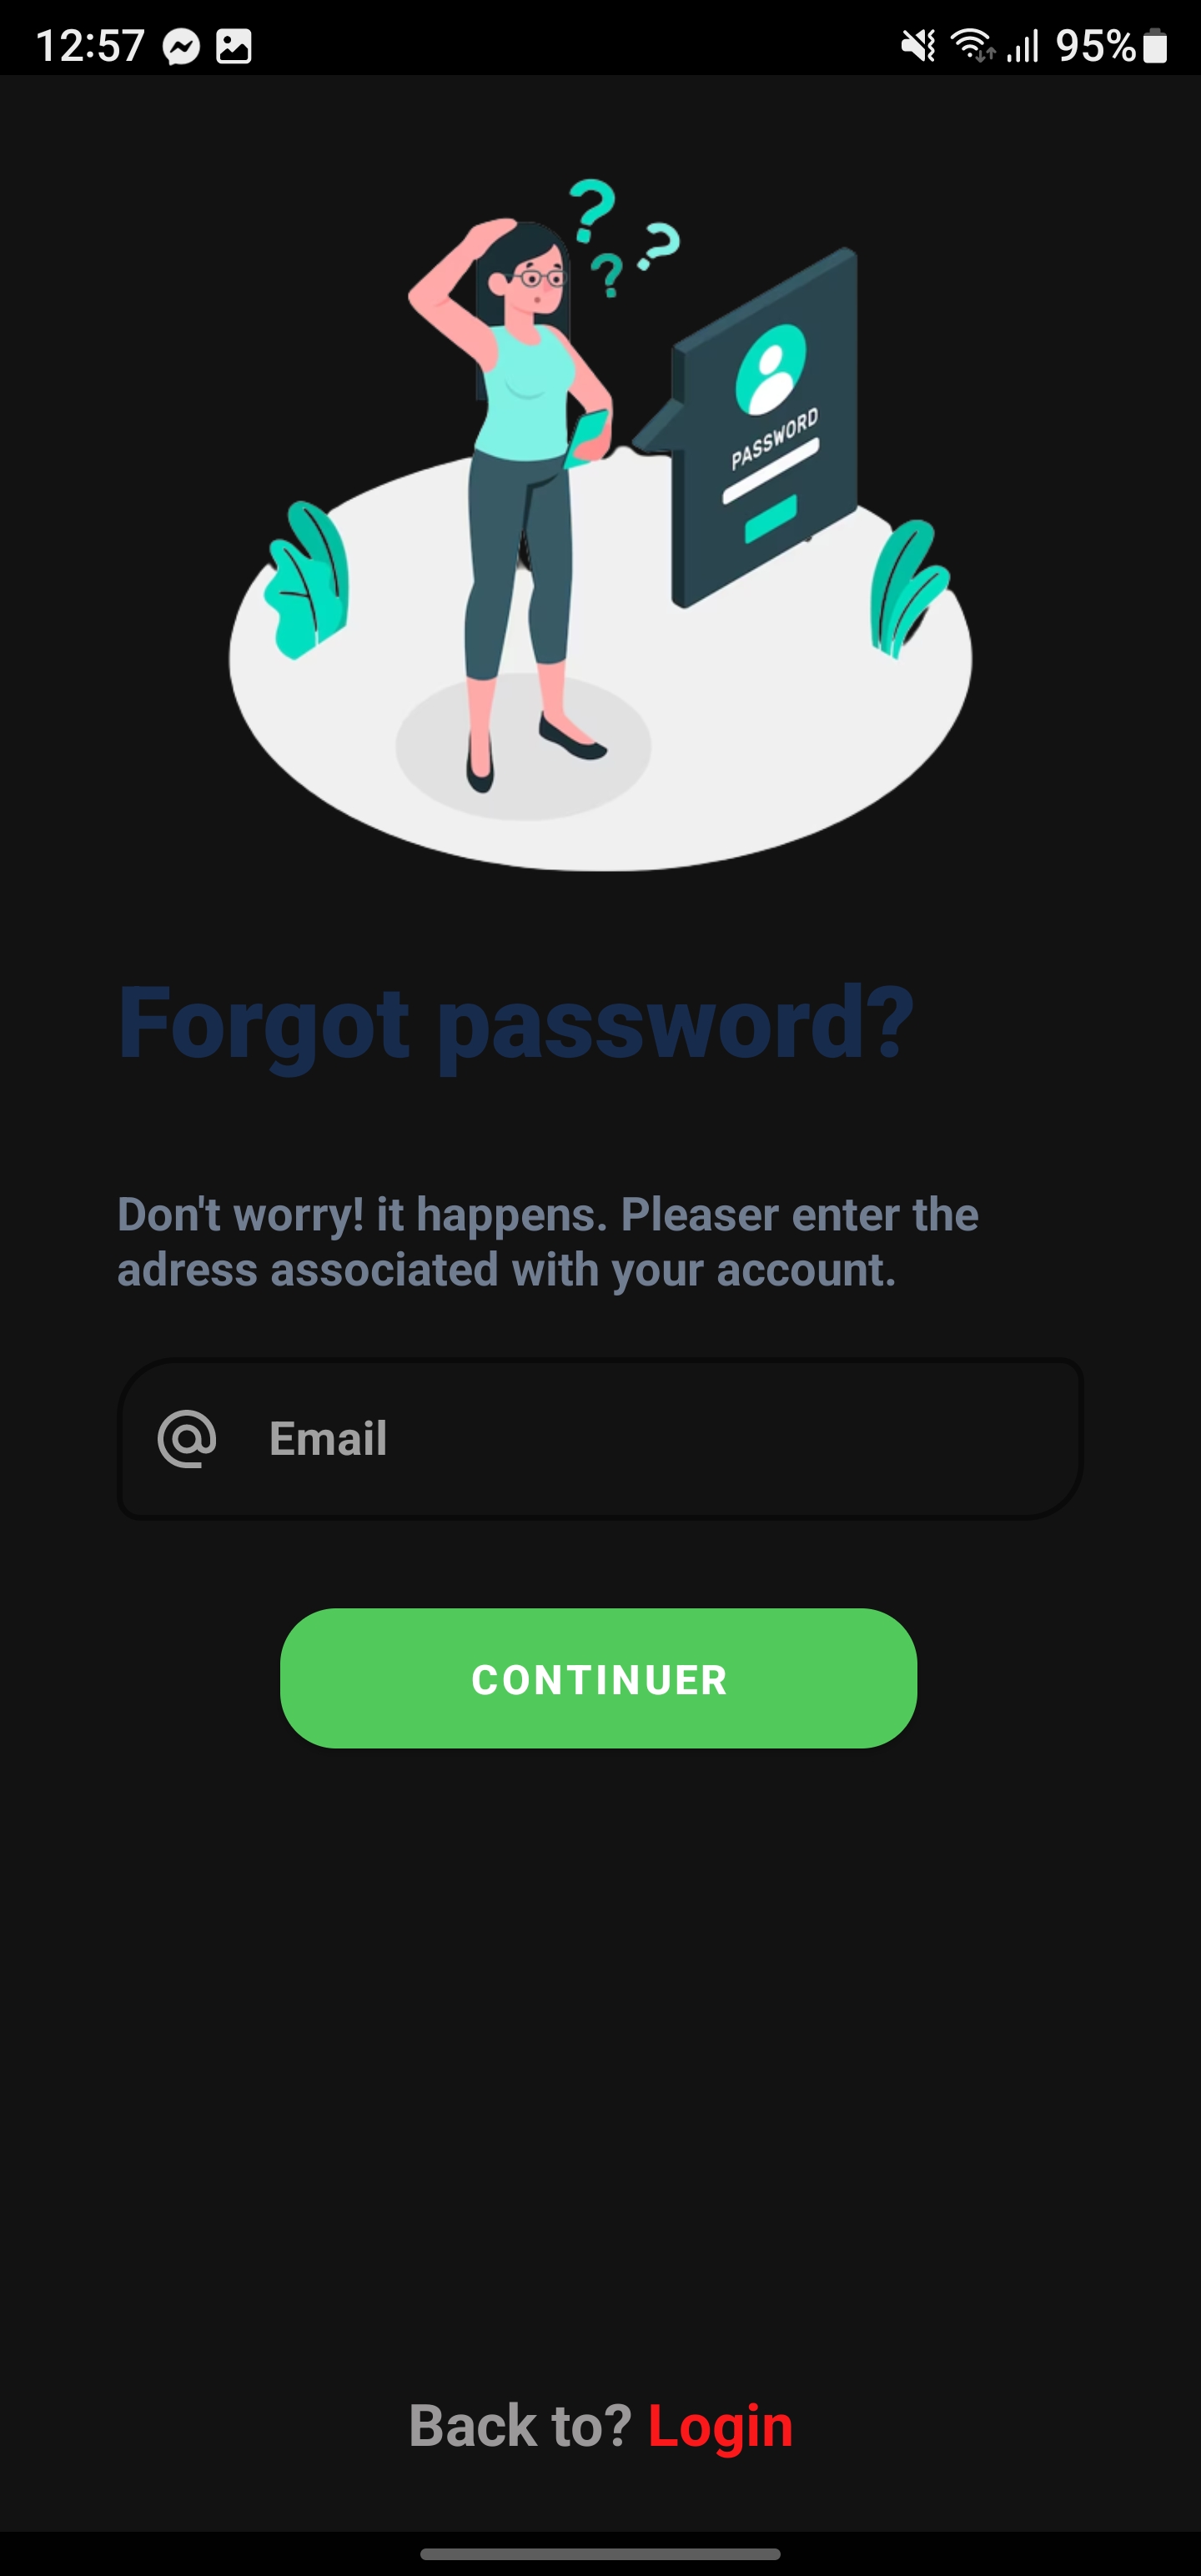 12:57 95%
? ? ?
PASSWORD
Forgot password?
Don't worry! it happens. Pleaser enter the
adress associated with your account.
@ Email
CONTINUER
Back to? Login